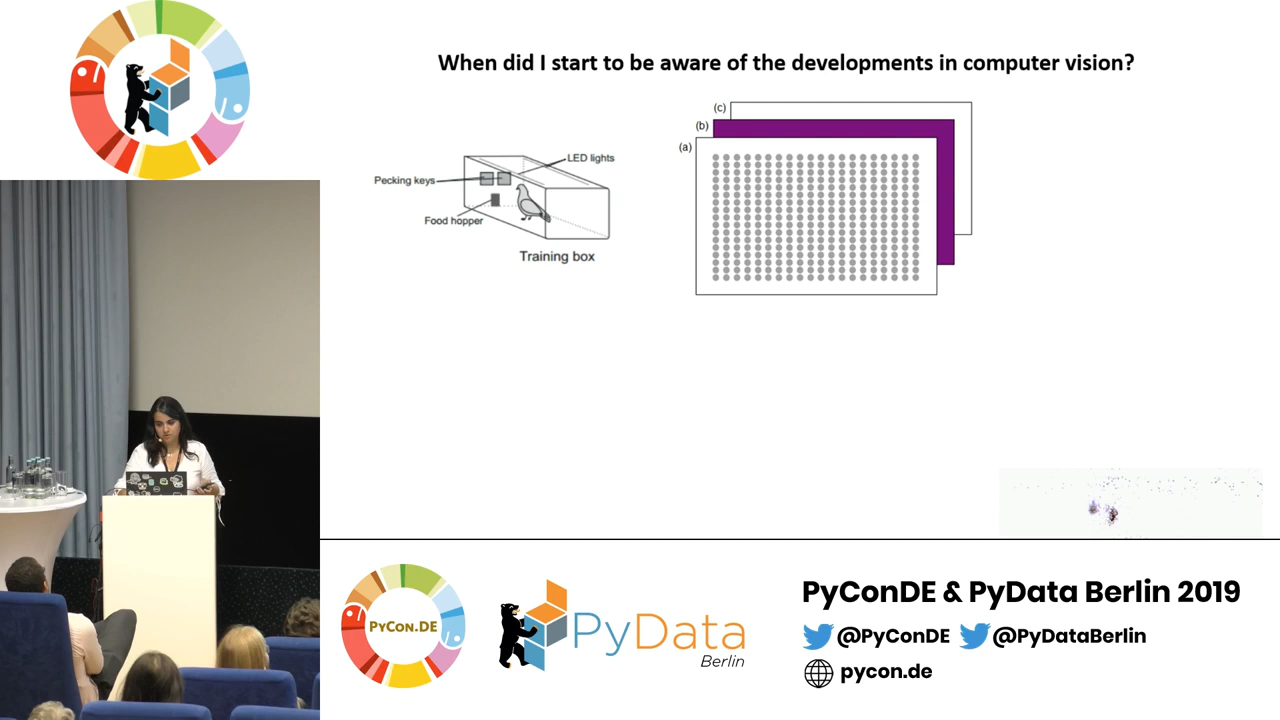 When did I start to be aware of the developments in computer vision?
LED lights
Pecking keys
Food hopper
Training box
(c)
(b)
(a)
PyCon.DE
PyData
Berlin
PyConDE & PyData Berlin 2019
@PyConDE @PyDataBerlin
pycon.de